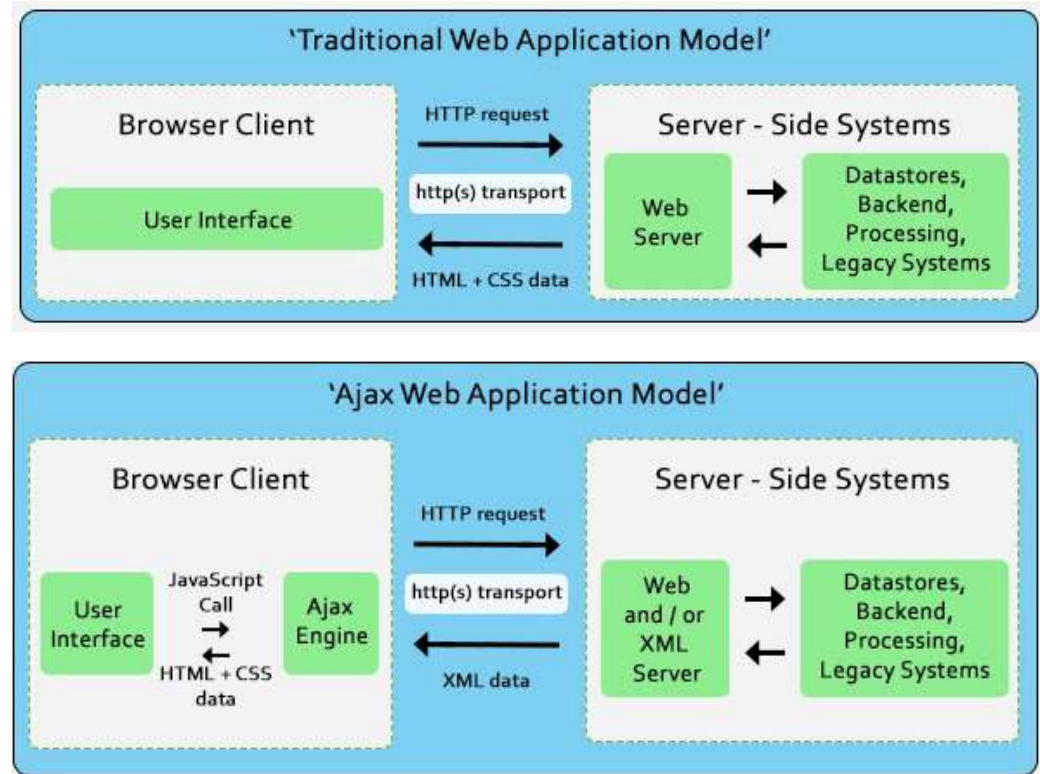 ‘Traditional Web Application Model’
Browser Client
User Interface
HTTP request
http(s) transport
HTML + CSS data
Server - Side Systems
Web
Server
Datastores,
Backend,
Processing,
Legacy Systems
‘Ajax Web Application Model’
Browser Client
User
Interface
JavaScript
Call
HTML + CSS
data
Ajax
Engine
HTTP request
http(s) transport
XML data
Server - Side Systems
Web
and / or
XML
Server
Datastores,
Backend,
Processing,
Legacy Systems